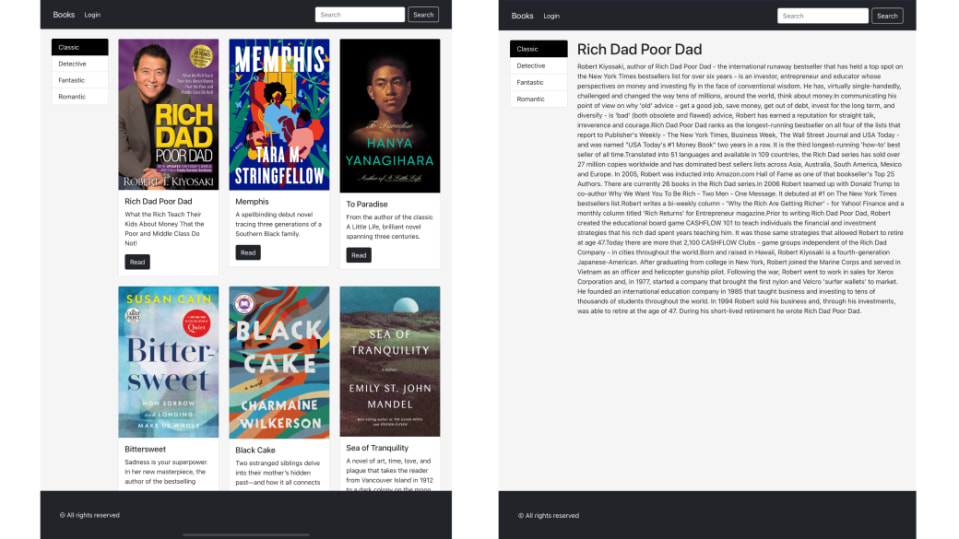 Books Login Search Search
Classic
Detective
Fantastic
Romantic
RICH
DAD
POOR DAD
ROBERT T. KIYOSAKI
Rich Dad Poor Dad
What the Rich Teach Their
Kids About Money That the
Poor and Middle Class Do
Not!
Read
MEMPHIS
TARA M.
STRINGFELLOW
Memphis
A spellbinding debut novel
tracing three generations of a
Southern Black family.
Read
To Paradise
HANYA
YANAGIHARA
Author of A Little Life
To Paradise
From the author of the classic
A Little Life, brilliant novel
spanning three centuries.
Read
SUSAN CAIN
Quiet
Bitter-
sweet
HOW SORROW
and LONGING
MAKE US WHOLE
Bittersweet
Sadness is your superpower.
In her new masterpiece, the
author of the bestselling
BLACK
CAKE
a novel
CHARMAINE
WILKERSON
Black Cake
Two estranged siblings delve
into their mother's hidden
past—and how it all connects
SEA OF
TRANQUILITY
EMILY ST. JOHN
MANDEL
Sea of Tranquility
A novel of art, time, love, and
plague that takes the reader
from Vancouver Island in 1912
to a dark colony on the moon
© All rights reserved
Books Login Search Search
Classic
Detective
Fantastic
Romantic
Rich Dad Poor Dad
Robert Kiyosaki, author of Rich Dad Poor Dad - the international runaway bestseller that has held a top spot on
the New York Times bestsellers list for over six years - is an investor, entrepreneur and educator whose
perspectives on money and investing fly in the face of conventional wisdom. He has, virtually single-handedly,
challenged and changed the way tens of millions, around the world, think about money.In communicating his
point of view on why 'old' advice - get a good job, save money, get out of debt, invest for the long term, and
diversify - is 'bad' (both obsolete and flawed) advice, Robert has earned a reputation for straight talk,
irreverence and courage.Rich Dad Poor Dad ranks as the longest-running bestseller on all four of the lists that
report to Publisher's Weekly - The New York Times, Business Week, The Wall Street Journal and USA Today -
and was named "USA Today's #1 Money Book" two years in a row. It is the third longest-running 'how-to' best
seller of all time.Translated into 51 languages and available in 109 countries, the Rich Dad series has sold over
27 million copies worldwide and has dominated best sellers lists across Asia, Australia, South America, Mexico
and Europe. In 2005, Robert was inducted into Amazon.com Hall of Fame as one of that bookseller's Top 25
Authors. There are currently 26 books in the Rich Dad series.In 2006 Robert teamed up with Donald Trump to
co-author Why We Want You To Be Rich - Two Men - One Message. It debuted at #1 on The New York Times
bestsellers list.Robert writes a bi-weekly column - 'Why the Rich Are Getting Richer' - for Yahoo! Finance and a
monthly column titled 'Rich Returns' for Entrepreneur magazine.Prior to writing Rich Dad Poor Dad, Robert
created the educational board game CASHFLOW 101 to teach individuals the financial and investment
strategies that his rich dad spent years teaching him. It was those same strategies that allowed Robert to retire
at age 47.Today there are more that 2,100 CASHFLOW Clubs - game groups independent of the Rich Dad
Company - in cities throughout the world.Born and raised in Hawaii, Robert Kiyosaki is a fourth-generation
Japanese-American. After graduating from college in New York, Robert joined the Marine Corps and served in
Vietnam as an officer and helicopter gunship pilot. Following the war, Robert went to work in sales for Xerox
Corporation and, in 1977, started a company that brought the first nylon and Velcro 'surfer wallets' to market.
He founded an international education company in 1985 that taught business and investing to tens of
thousands of students throughout the world. In 1994 Robert sold his business and, through his investments,
was able to retire at the age of 47. During his short-lived retirement he wrote Rich Dad Poor Dad.
© All rights reserved